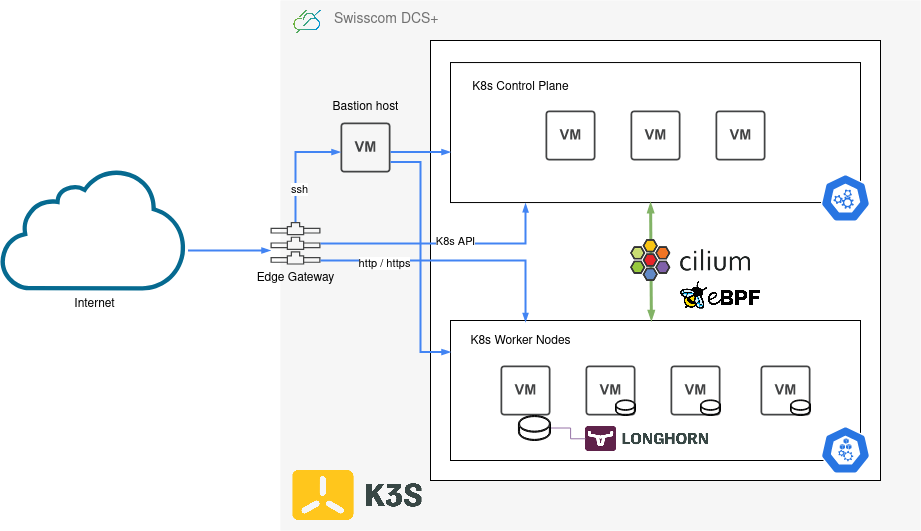 Swisscom DCS+
K8s Control Plane
Bastion host
VM
VM
VM
VM
ssh
K8s API
cilium
http / https
Edge Gateway
eBPF
Internet
K8s Worker Nodes
VM
VM
VM
VM
LONGHORN
K3S